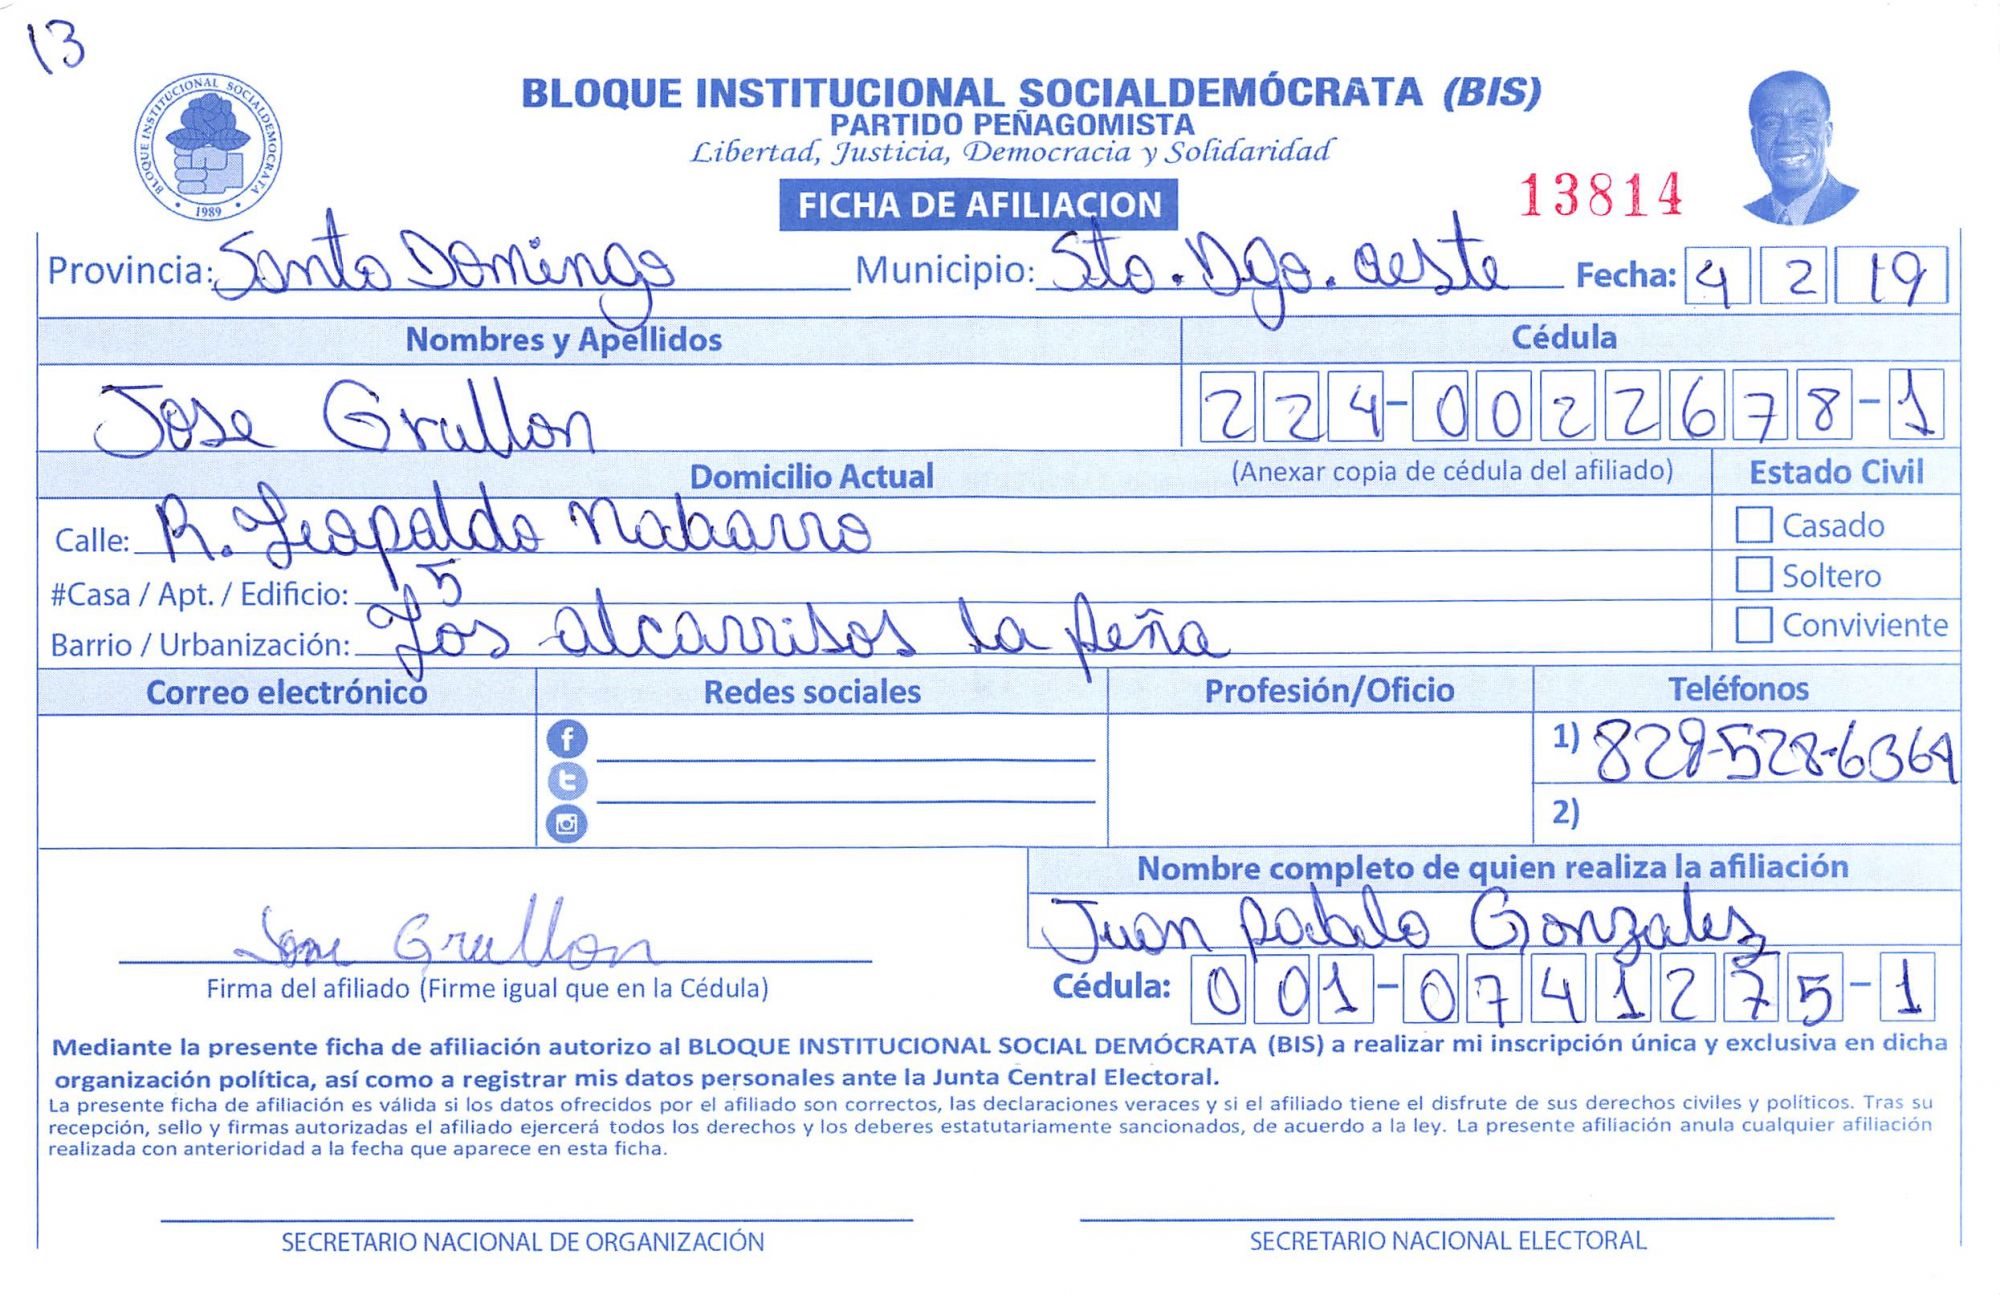 13
BLOQUE INSTITUCIONAL SOCIALDEMÓCRATA
1989
BLOQUE INSTITUCIONAL SOCIALDEMÓCRATA (BIS)
PARTIDO PEÑAGOMISTA
Libertad, Justicia, Democracia y Solidaridad
FICHA DE AFILIACION
13814
Provincia: Santo Domingo Municipio: Sto. Dgo. oeste Fecha: 4 2 19
Nombres y Apellidos Cédula
Jose Grullon 224-0022678-1
Domicilio Actual (Anexar copia de cédula del afiliado) Estado Civil
Calle: R. Leopoldo Nabarro Casado
#Casa / Apt. / Edificio: 5 Soltero
Barrio / Urbanización: Los alcarrisos la peña Conviviente
Correo electrónico Redes sociales Profesión/Oficio Teléfonos
1) 829-528-6364
2)
Nombre completo de quien realiza la afiliación
Juan pablo Gonzalez
Jose Grullon
Firma del afiliado (Firme igual que en la Cédula) Cédula: 001-0741275-1
Mediante la presente ficha de afiliación autorizo al BLOQUE INSTITUCIONAL SOCIAL DEMÓCRATA (BIS) a realizar mi inscripción única y exclusiva en dicha
organización política, así como a registrar mis datos personales ante la Junta Central Electoral.
La presente ficha de afiliación es válida si los datos ofrecidos por el afiliado son correctos, las declaraciones veraces y si el afiliado tiene el disfrute de sus derechos civiles y políticos. Tras su
recepción, sello y firmas autorizadas el afiliado ejercerá todos los derechos y los deberes estatutariamente sancionados, de acuerdo a la ley. La presente afiliación anula cualquier afiliación
realizada con anterioridad a la fecha que aparece en esta ficha.
SECRETARIO NACIONAL DE ORGANIZACIÓN SECRETARIO NACIONAL ELECTORAL